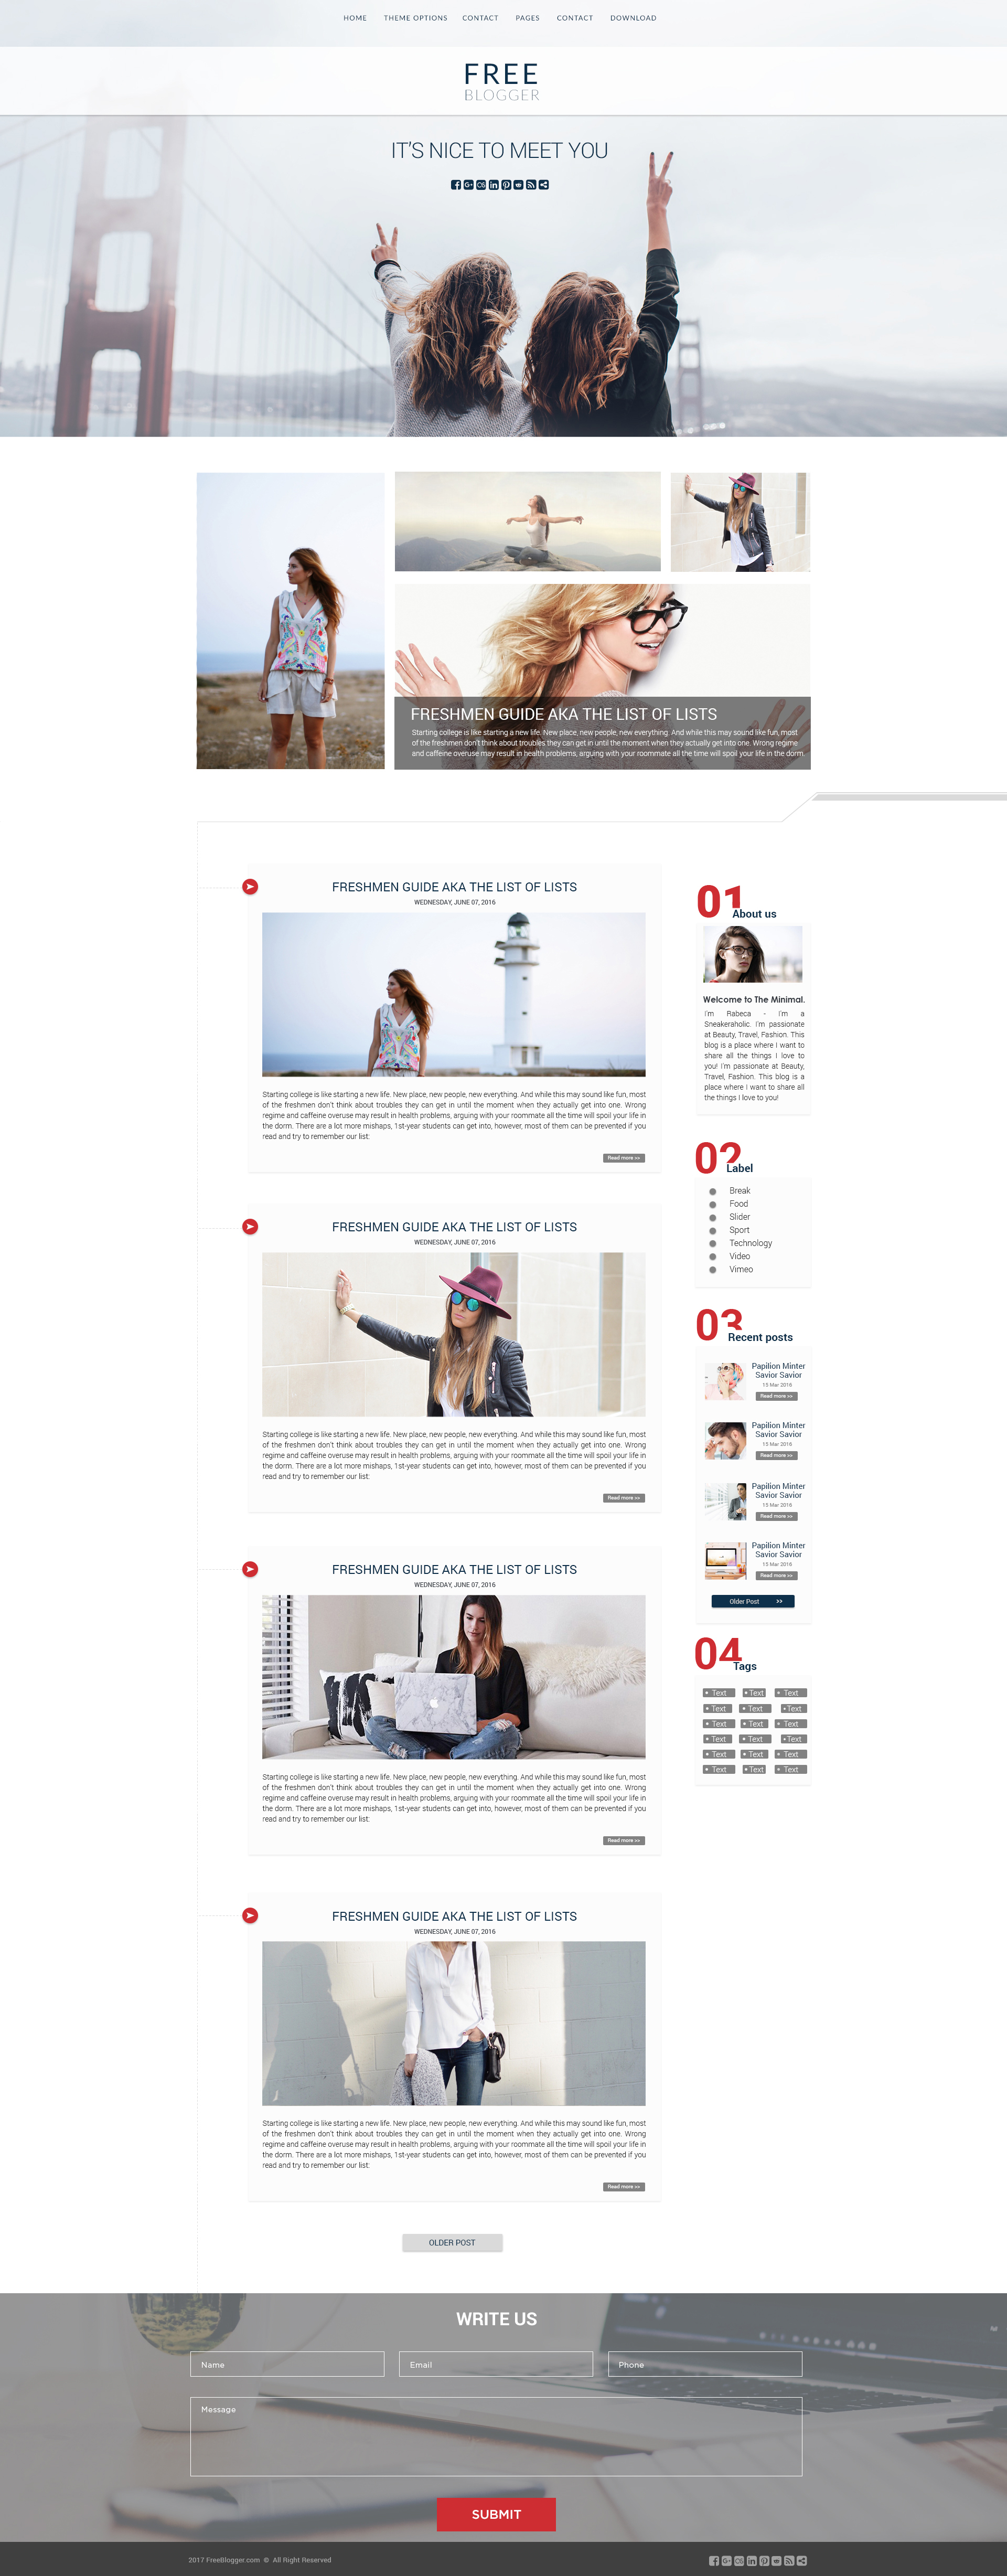 HOME THEME OPTIONS CONTACT PAGES CONTACT DOWNLOAD
FREE
BLOGGER
IT'S NICE TO MEET YOU
FRESHMEN GUIDE AKA THE LIST OF LISTS
Starting college is like starting a new life. New place, new people, new everything. And while this may sound like fun, most
of the freshmen don't think about troubles they can get in until the moment when they actually get into one. Wrong regime
and caffeine overuse may result in health problems, arguing with your roommate all the time will spoil your life in the dorm.
FRESHMEN GUIDE AKA THE LIST OF LISTS
WEDNESDAY, JUNE 07, 2016
Starting college is like starting a new life. New place, new people, new everything. And while this may sound like fun, most
of the freshmen don't think about troubles they can get in until the moment when they actually get into one. Wrong
regime and caffeine overuse may result in health problems, arguing with your roommate all the time will spoil your life in
the dorm. There are a lot more mishaps, 1st-year students can get into, however, most of them can be prevented if you
read and try to remember our list:
Read more >>
FRESHMEN GUIDE AKA THE LIST OF LISTS
WEDNESDAY, JUNE 07, 2016
Starting college is like starting a new life. New place, new people, new everything. And while this may sound like fun, most
of the freshmen don't think about troubles they can get in until the moment when they actually get into one. Wrong
regime and caffeine overuse may result in health problems, arguing with your roommate all the time will spoil your life in
the dorm. There are a lot more mishaps, 1st-year students can get into, however, most of them can be prevented if you
read and try to remember our list:
Read more >>
FRESHMEN GUIDE AKA THE LIST OF LISTS
WEDNESDAY, JUNE 07, 2016
Starting college is like starting a new life. New place, new people, new everything. And while this may sound like fun, most
of the freshmen don't think about troubles they can get in until the moment when they actually get into one. Wrong
regime and caffeine overuse may result in health problems, arguing with your roommate all the time will spoil your life in
the dorm. There are a lot more mishaps, 1st-year students can get into, however, most of them can be prevented if you
read and try to remember our list:
Read more >>
FRESHMEN GUIDE AKA THE LIST OF LISTS
WEDNESDAY, JUNE 07, 2016
Starting college is like starting a new life. New place, new people, new everything. And while this may sound like fun, most
of the freshmen don't think about troubles they can get in until the moment when they actually get into one. Wrong
regime and caffeine overuse may result in health problems, arguing with your roommate all the time will spoil your life in
the dorm. There are a lot more mishaps, 1st-year students can get into, however, most of them can be prevented if you
read and try to remember our list:
Read more >>
OLDER POST
01
About us
Welcome to The Minimal.
I'm Rabeca - I'm a
Sneakeraholic. I'm passionate
at Beauty, Travel, Fashion. This
blog is a place where I want to
share all the things I love to
you! I'm passionate at Beauty,
Travel, Fashion. This blog is a
place where I want to share all
the things I love to you!
02
Label
Break
Food
Slider
Sport
Technology
Video
Vimeo
03
Recent posts
Papilion Minter
Savior Savior
15 Mar 2016
Read more >>
Papilion Minter
Savior Savior
15 Mar 2016
Read more >>
Papilion Minter
Savior Savior
15 Mar 2016
Read more >>
Papilion Minter
Savior Savior
15 Mar 2016
Read more >>
Older Post >>
04
Tags
Text Text Text
Text Text Text
Text Text Text
Text Text Text
Text Text Text
Text Text Text
WRITE US
Name Email Phone
Message
SUBMIT
2017 FreeBlogger.com © All Right Reserved